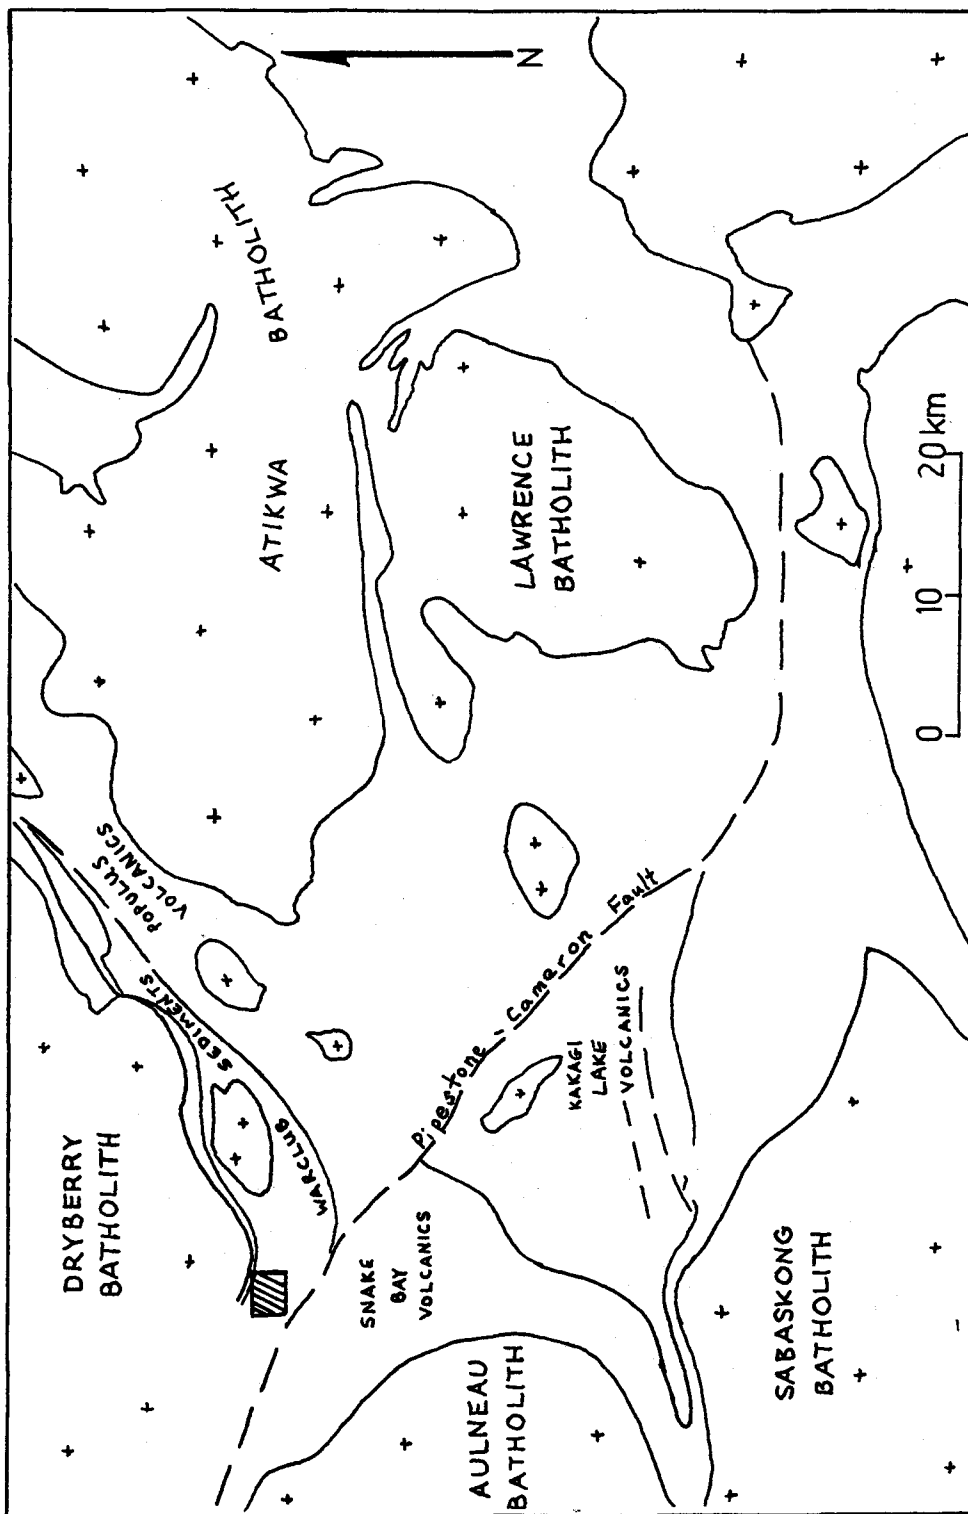 DRYBERRY
BATHOLITH
POPULUS
VOLCANICS
WARCLUB SEDIMENTS
ATIKWA BATHOLITH
N
SNAKE
BAY
VOLCANICS
Pipestone - Cameron Fault
LAWRENCE
BATHOLITH
AULNEAU
BATHOLITH
KAKAGI
LAKE
VOLCANICS
SABASKONG
BATHOLITH
0 10 20 km